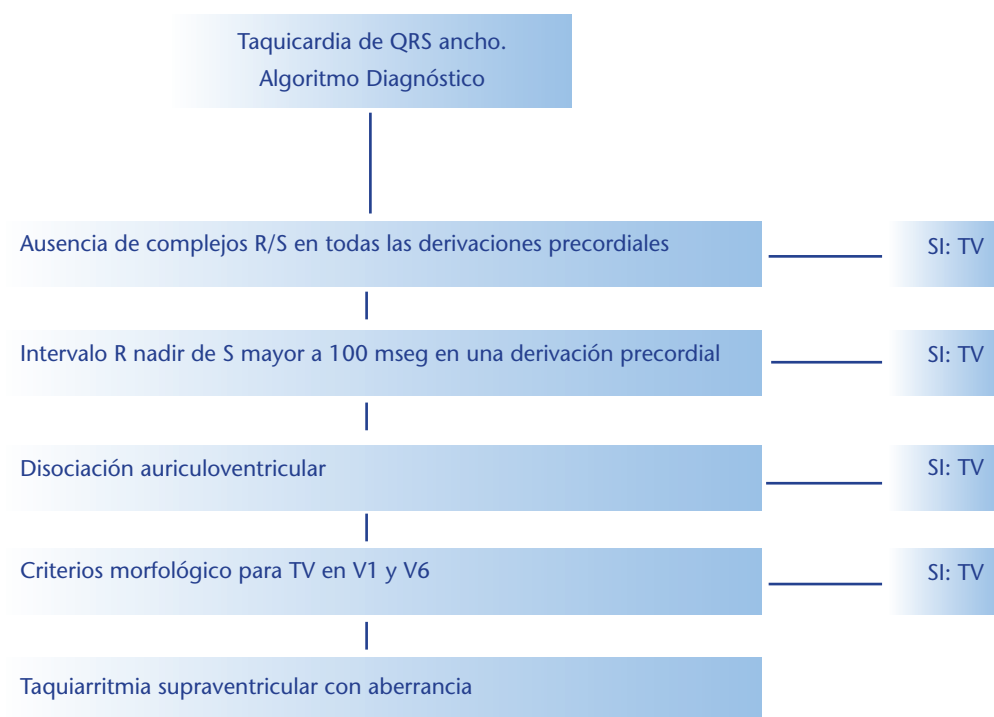 Taquicardia de QRS ancho.
Algoritmo Diagnóstico
Ausencia de complejos R/S en todas las derivaciones precordiales
SI: TV
Intervalo R nadir de S mayor a 100 mseg en una derivación precordial
SI: TV
Disociación auriculoventricular
SI: TV
Criterios morfológico para TV en V1 y V6
SI: TV
Taquiarritmia supraventricular con aberrancia